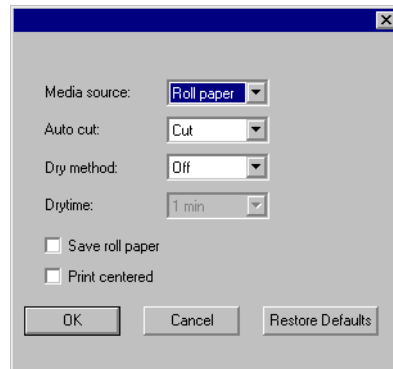 Media source: Roll paper
Auto cut: Cut
Dry method: Off
Drytime: 1 min
Save roll paper
Print centered
OK Cancel Restore Defaults